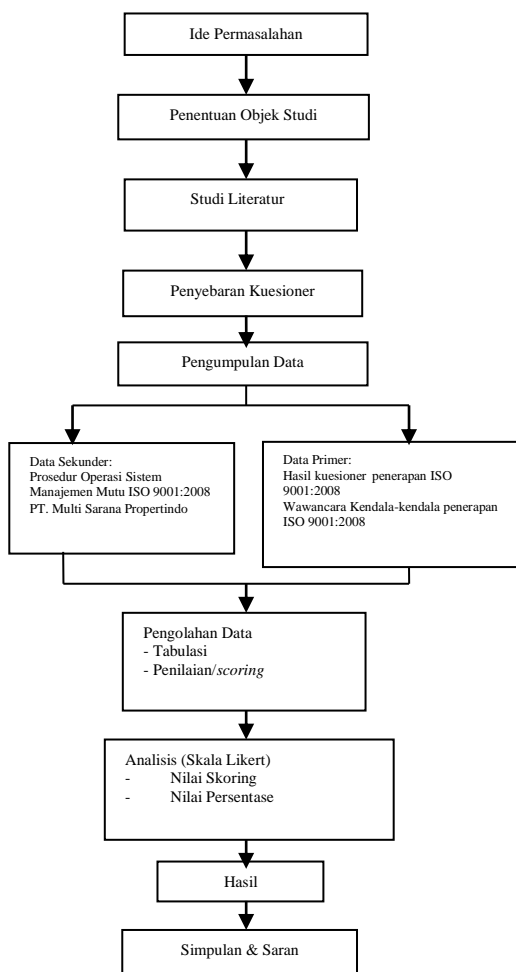 Ide Permasalahan
Penentuan Objek Studi
Studi Literatur
Penyebaran Kuesioner
Pengumpulan Data
Data Sekunder:
Prosedur Operasi Sistem
Manajemen Mutu ISO 9001:2008
PT. Multi Sarana Propertindo
Data Primer:
Hasil kuesioner penerapan ISO
9001:2008
Wawancara Kendala-kendala penerapan
ISO 9001:2008
Pengolahan Data
- Tabulasi
- Penilaian/scoring
Analisis (Skala Likert)
- Nilai Skoring
- Nilai Persentase
Hasil
Simpulan & Saran